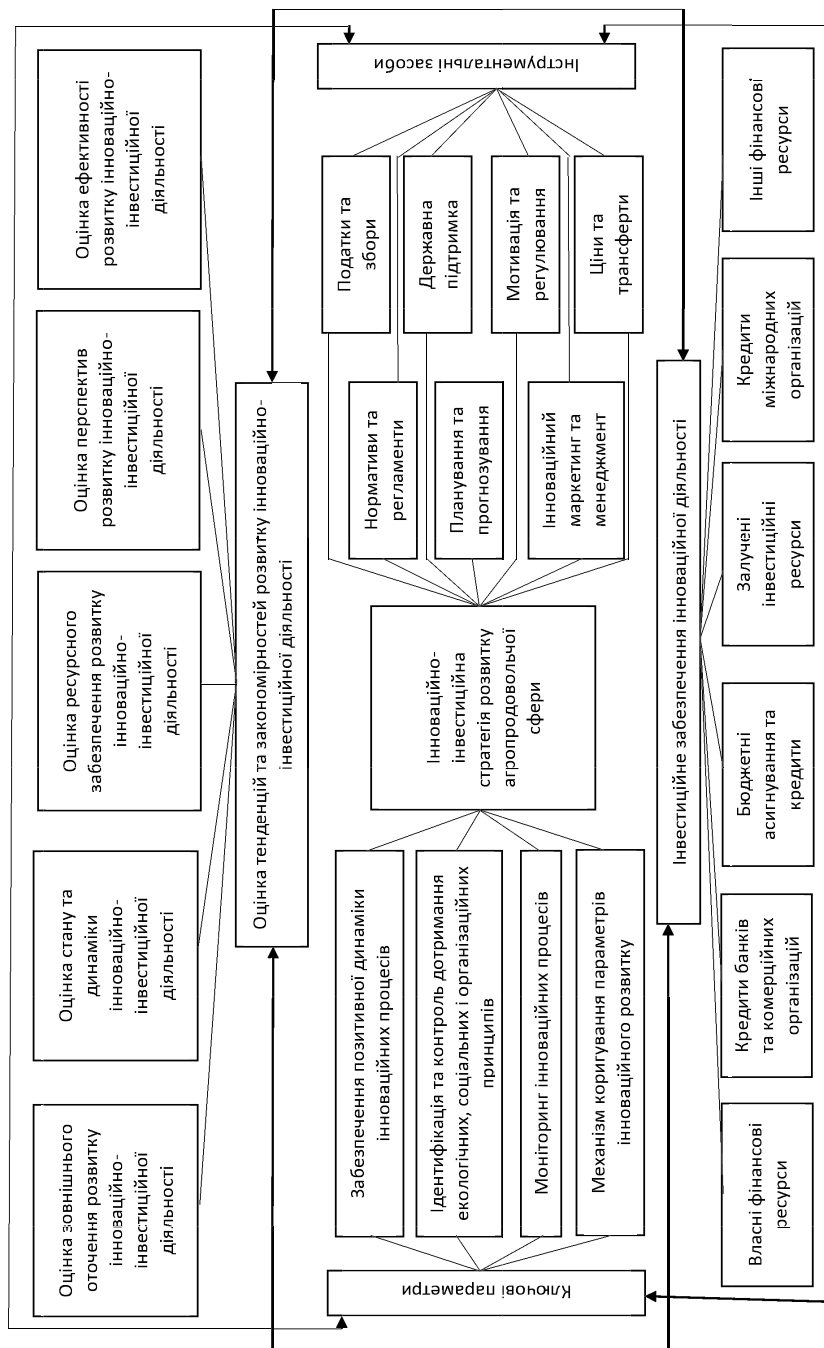 Оцінка зовнішнього
оточення розвитку
інноваційно-
інвестиційної
діяльності
Оцінка стану та
динаміки
інноваційно-
інвестиційної
діяльності
Оцінка ресурсного
забезпечення розвитку
інноваційно-
інвестиційної
діяльності
Оцінка перспектив
розвитку інноваційно-
інвестиційної
діяльності
Оцінка ефективності
розвитку інноваційно-
інвестиційної
діяльності
Оцінка тенденцій та закономірностей розвитку інноваційно-
інвестиційної діяльності
Ключові параметри
Забезпечення позитивної динаміки
інноваційних процесів
Ідентифікація та контроль дотримання
екологічних, соціальних і організаційних
принципів
Моніторинг інноваційних процесів
Механізм коригування параметрів
інноваційного розвитку
Інноваційно-
інвестиційна
стратегія розвитку
агропродовольчої
сфери
Нормативи та
регламенти
Планування та
прогнозування
Інноваційний
маркетинг та
менеджмент
Податки та
збори
Державна
підтримка
Мотивація та
регулювання
Ціни та
трансферти
Інструментальні засоби
Інвестиційне забезпечення інноваційної діяльності
Власні фінансові
ресурси
Кредити банків
та комерційних
організацій
Бюджетні
асигнування та
кредити
Залучені
інвестиційні
ресурси
Кредити
міжнародних
організацій
Інші фінансові
ресурси